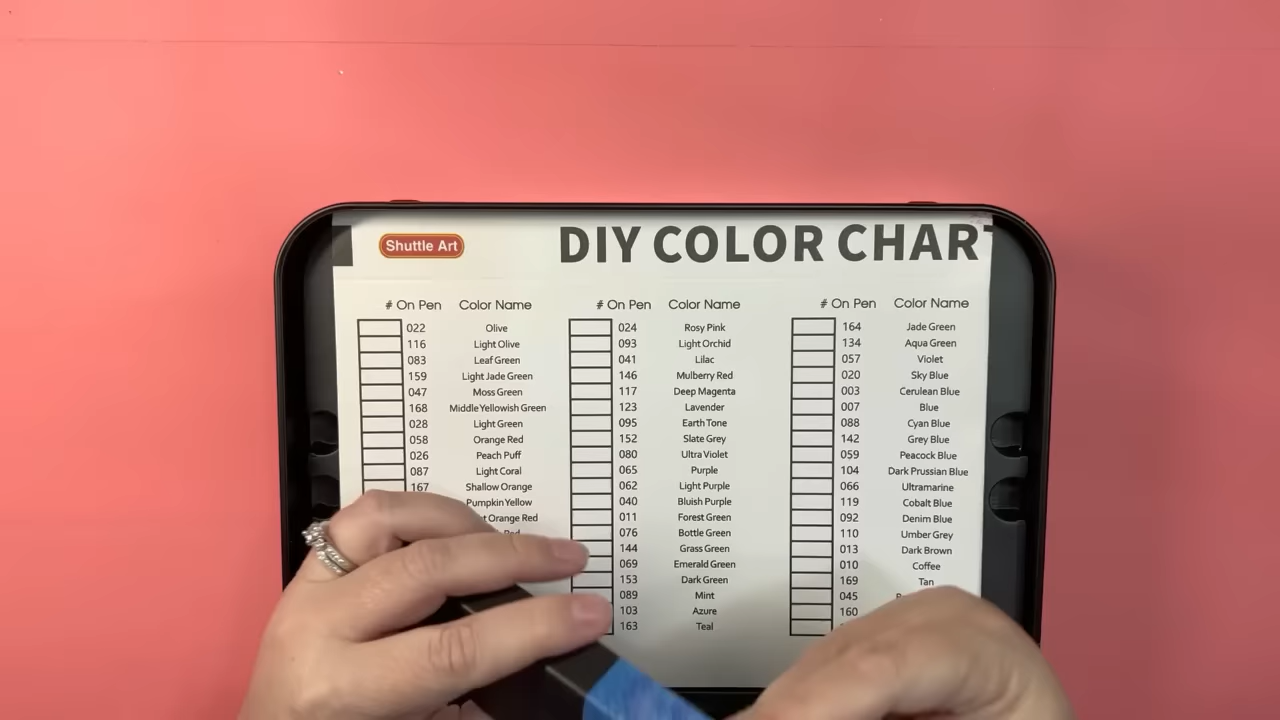 Shuttle Art
DIY COLOR CHART
# On Pen Color Name # On Pen Color Name # On Pen Color Name
022 Olive 024 Rosy Pink 164 Jade Green
116 Light Olive 093 Light Orchid 134 Aqua Green
083 Leaf Green 041 Lilac 057 Violet
159 Light Jade Green 146 Mulberry Red 020 Sky Blue
047 Moss Green 117 Deep Magenta 003 Cerulean Blue
168 Middle Yellowish Green 123 Lavender 007 Blue
028 Light Green 095 Earth Tone 088 Cyan Blue
058 Orange Red 152 Slate Grey 142 Grey Blue
026 Peach Puff 080 Ultra Violet 059 Peacock Blue
087 Light Coral 065 Purple 104 Dark Prussian Blue
167 Shallow Orange 062 Light Purple 066 Ultramarine
Pumpkin Yellow 040 Bluish Purple 119 Cobalt Blue
Orange Red 011 Forest Green 092 Denim Blue
076 Bottle Green 110 Umber Grey
144 Grass Green 013 Dark Brown
069 Emerald Green 010 Coffee
153 Dark Green 169 Tan
089 Mint 045
103 Azure 160
163 Teal